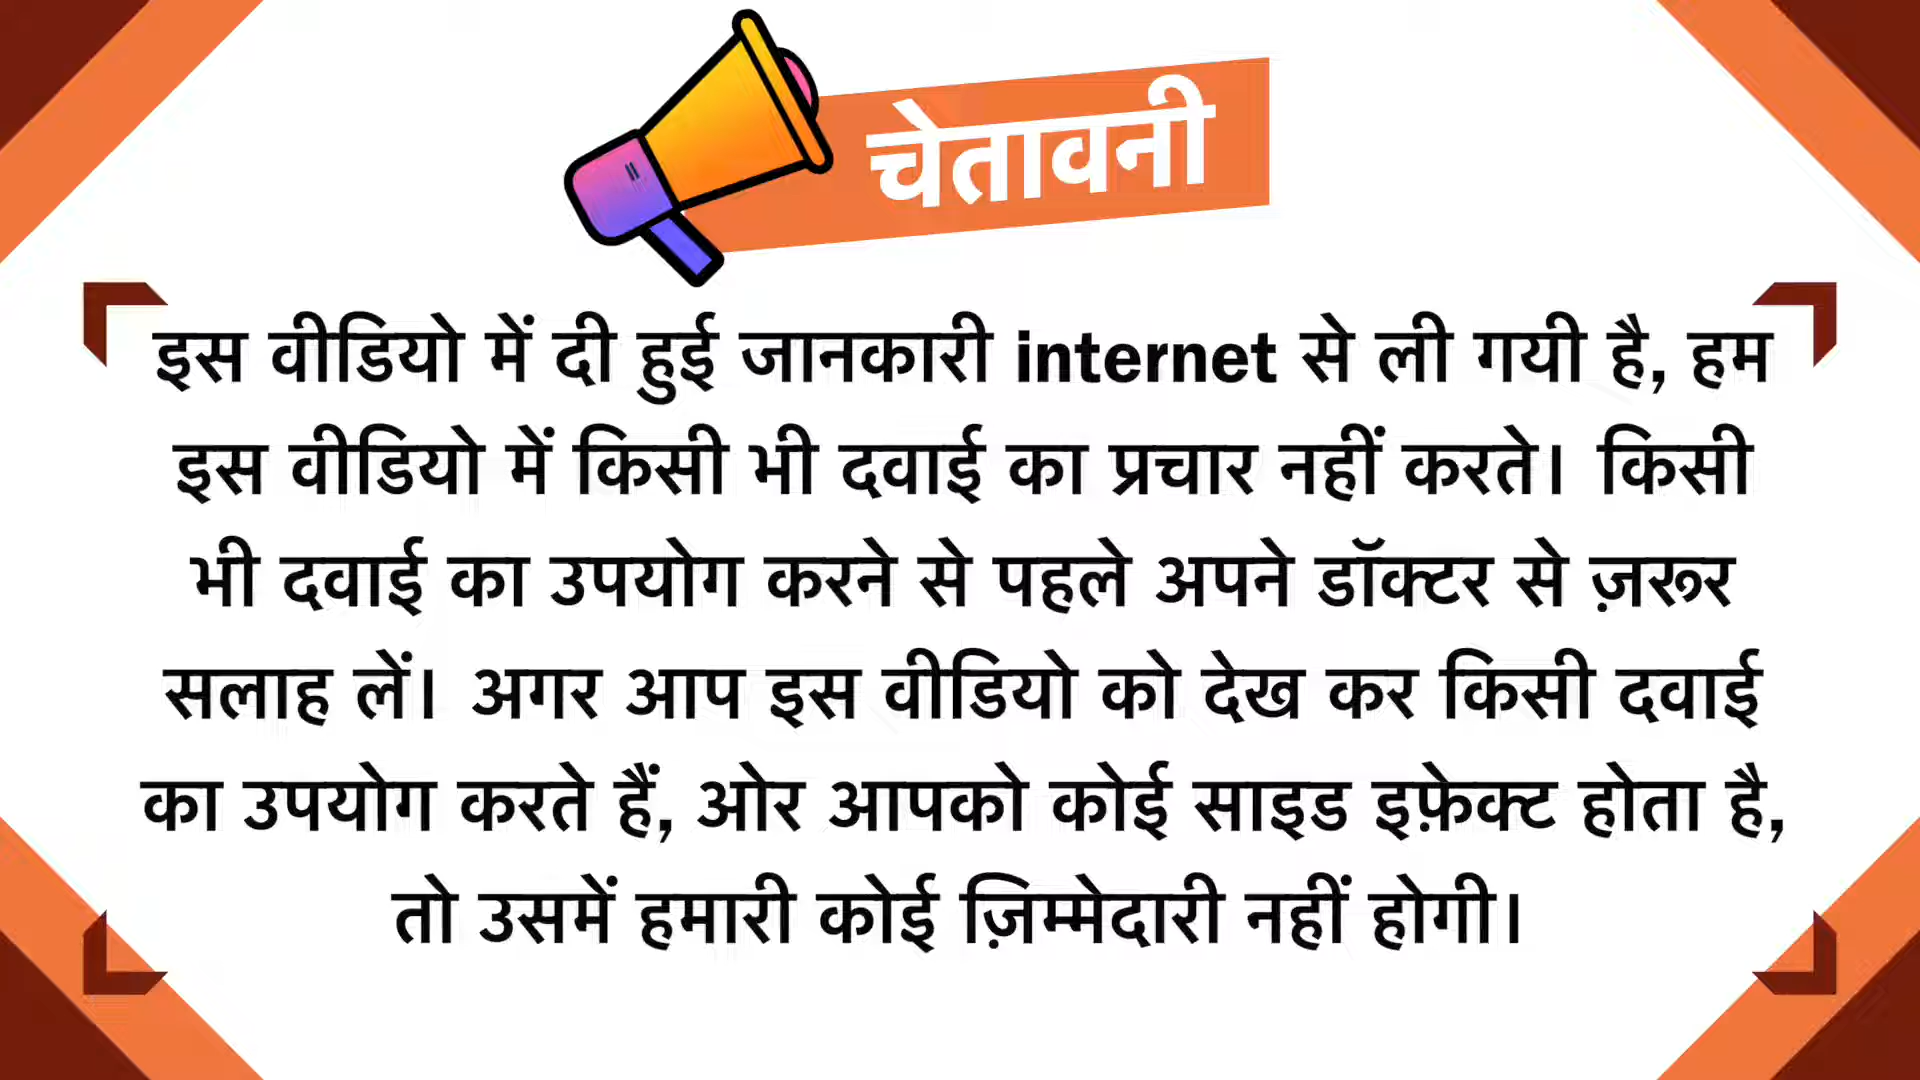 चेतावनी
इस वीडियो में दी हुई जानकारी internet से ली गयी है, हम
इस वीडियो में किसी भी दवाई का प्रचार नहीं करते। किसी
भी दवाई का उपयोग करने से पहले अपने डॉक्टर से ज़रूर
सलाह लें। अगर आप इस वीडियो को देख कर किसी दवाई
का उपयोग करते हैं, ओर आपको कोई साइड इफ़ेक्ट होता है,
तो उसमें हमारी कोई ज़िम्मेदारी नहीं होगी।